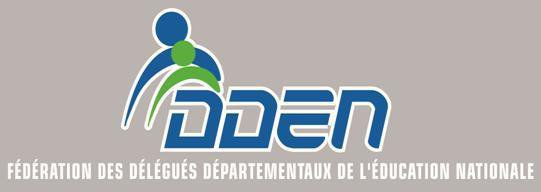 DDEN
FÉDÉRATION DES DÉLÉGUÉS DÉPARTEMENTAUX DE L'ÉDUCATION NATIONALE